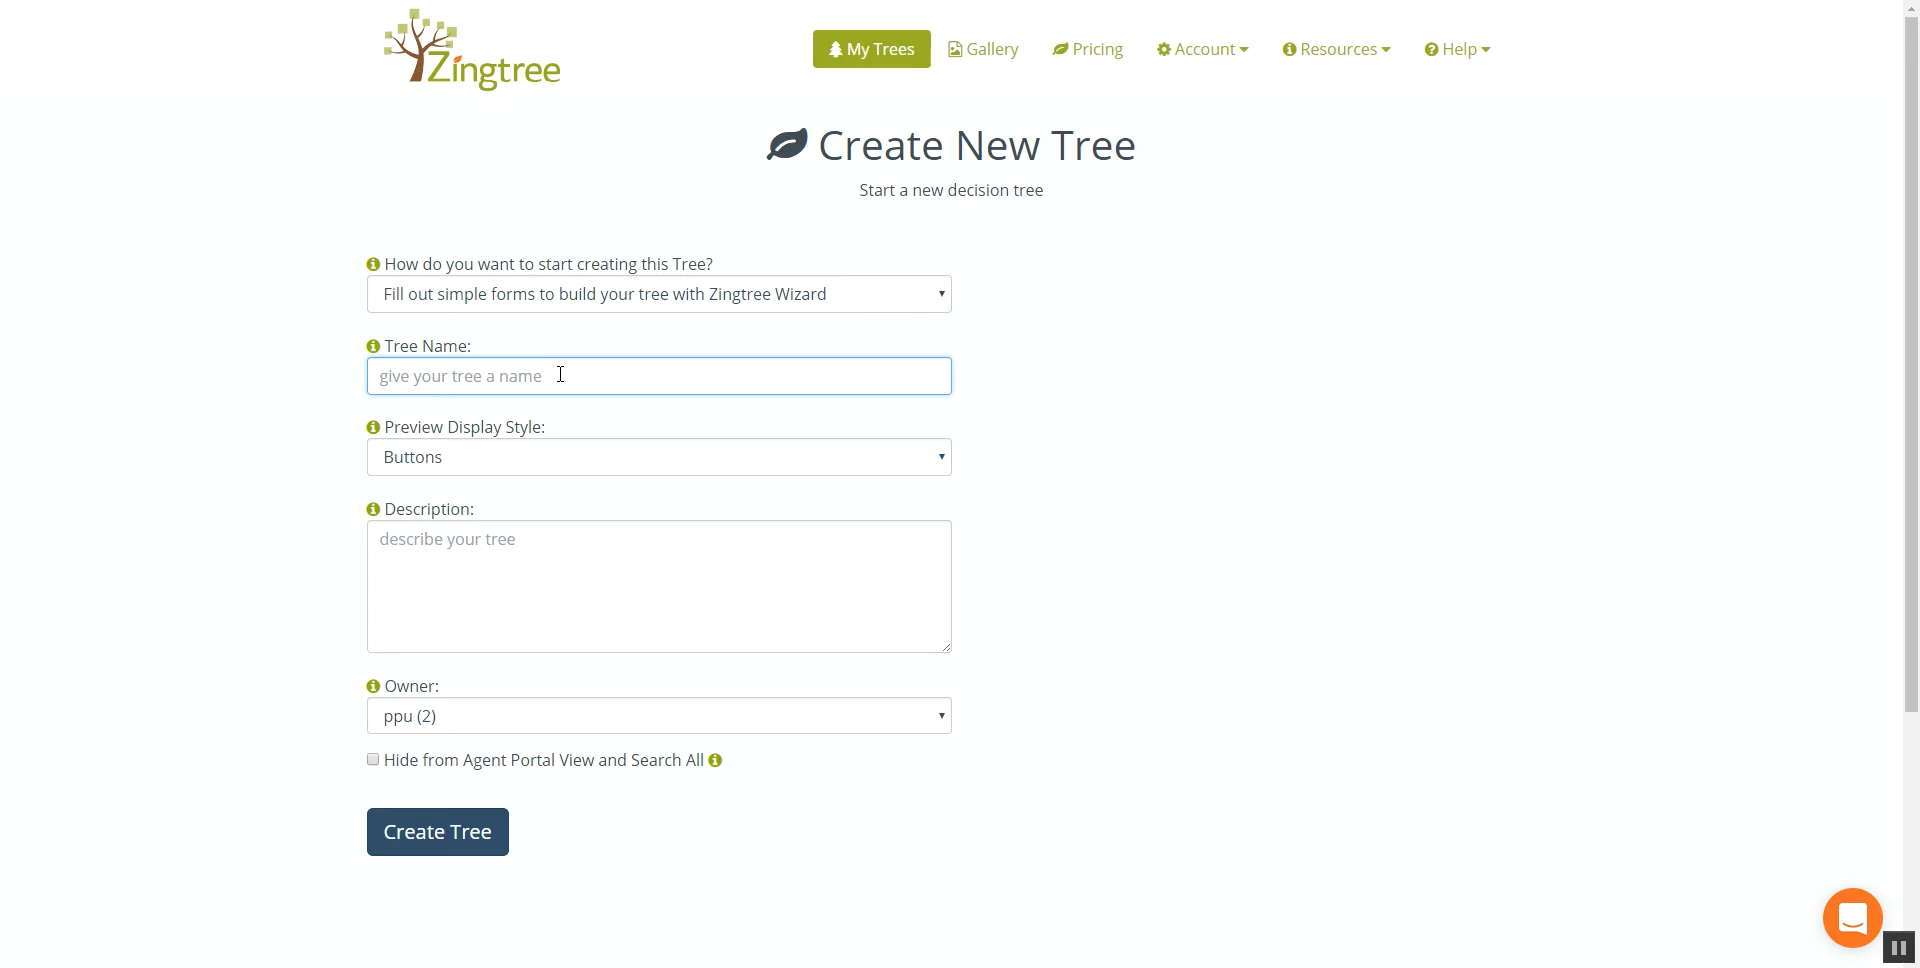 Zingtree
My Trees Gallery Pricing Account Resources Help
Create New Tree
Start a new decision tree
How do you want to start creating this Tree?
Fill out simple forms to build your tree with Zingtree Wizard
Tree Name:
give your tree a name
Preview Display Style:
Buttons
Description:
describe your tree
Owner:
ppu (2)
Hide from Agent Portal View and Search All
Create Tree